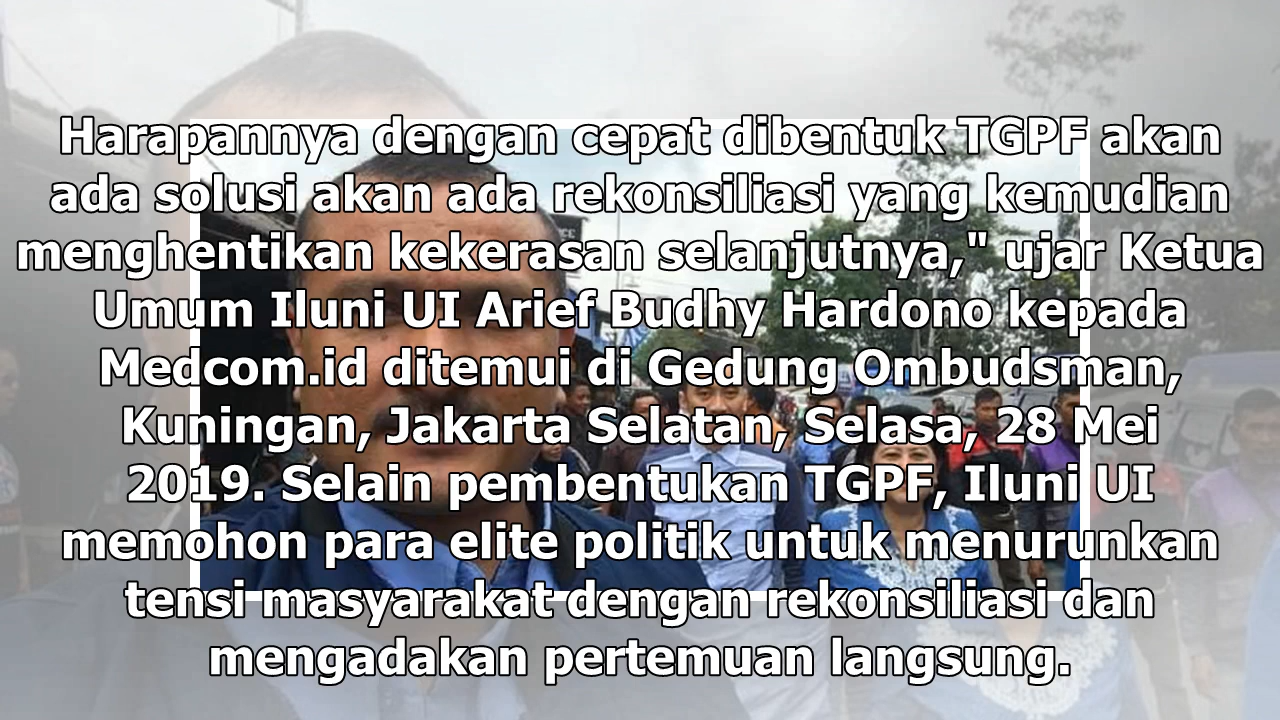 Harapannya dengan cepat dibentuk TGPF akan
ada solusi akan ada rekonsiliasi yang kemudian
menghentikan kekerasan selanjutnya," ujar Ketua
Umum Iluni UI Arief Budhy Hardono kepada
Medcom.id ditemui di Gedung Ombudsman,
Kuningan, Jakarta Selatan, Selasa, 28 Mei
2019. Selain pembentukan TGPF, Iluni UI
memohon para elite politik untuk menurunkan
tensi masyarakat dengan rekonsiliasi dan
mengadakan pertemuan langsung.